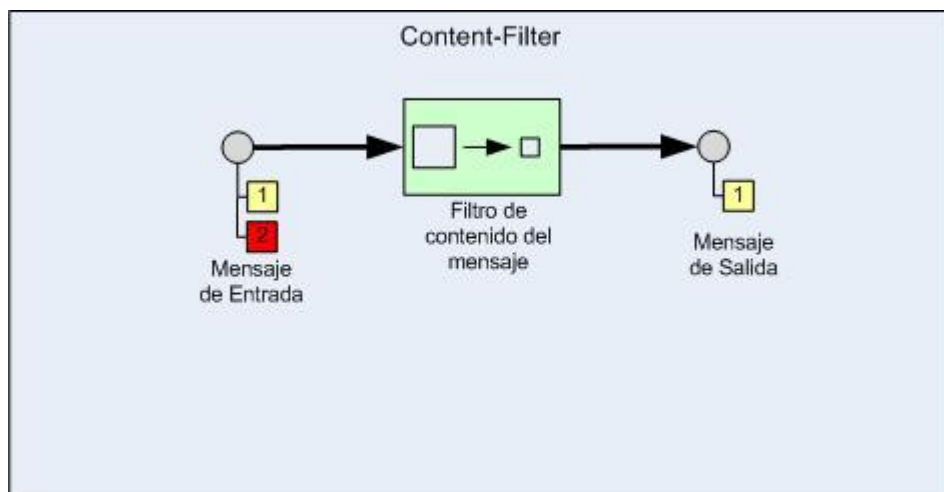 Content-Filter
1
2
Mensaje
de Entrada
Filtro de
contenido del
mensaje
1
Mensaje
de Salida